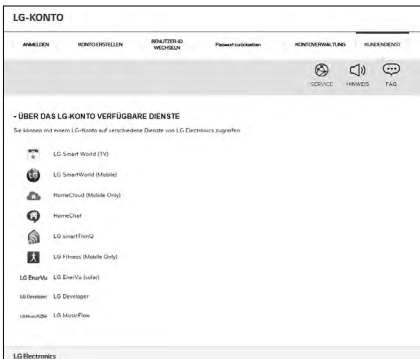 LG-KONTO
ANMELDEN KONTO ERSTELLEN BENUTZER-ID WECHSELN Passwort zurücksetzen KONTOVERWALTUNG KUNDENDIENST
SERVICE HINWEIS FAQ
- ÜBER DAS LG-KONTO VERFÜGBARE DIENSTE
Sie können mit einem LG-Konto auf verschiedene Dienste von LG Electronics zugreifen.
LG Smart World (TV)
LG SmartWorld (Mobile)
HomeCloud (Mobile Only)
HomeChat
LG smartThinQ
LG Fitness (Mobile Only)
LG EnerVu LG EnerVu (solar)
LG Developer LG Developer
LG Music FLOW LG MusicFlow
LG Electronics